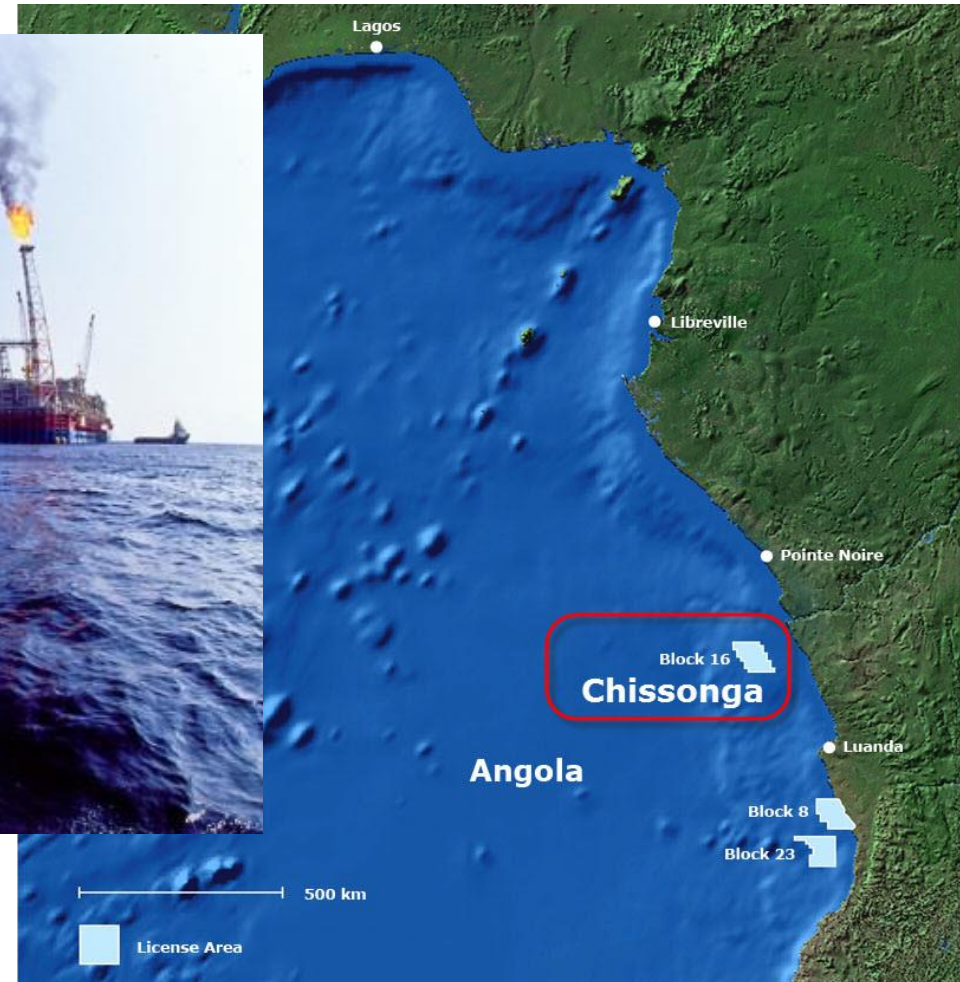 Lagos
Libreville
Pointe Noire
Block 16
Chissonga
Luanda
Angola
Block 8
Block 23
500 km
License Area